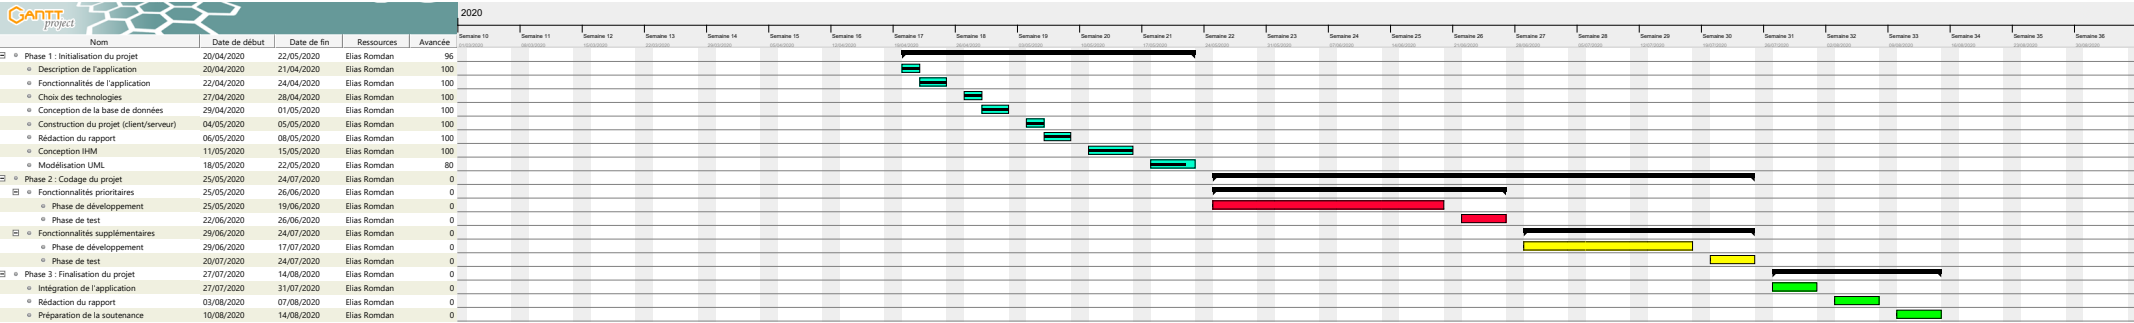 GANTT
project
2020
Semaine 10 Semaine 11 Semaine 12 Semaine 13 Semaine 14 Semaine 15 Semaine 16 Semaine 17 Semaine 18 Semaine 19 Semaine 20 Semaine 21 Semaine 22 Semaine 23 Semaine 24 Semaine 25 Semaine 26 Semaine 27 Semaine 28 Semaine 29 Semaine 30 Semaine 31 Semaine 32 Semaine 33 Semaine 34 Semaine 35 Semaine 36
Nom Date de début Date de fin Ressources Avancée
Phase 1 : Initialisation du projet 20/04/2020 22/05/2020 Elias Romdan 96
Description de l'application 20/04/2020 21/04/2020 Elias Romdan 100
Fonctionnalités de l'application 22/04/2020 24/04/2020 Elias Romdan 100
Choix des technologies 27/04/2020 28/04/2020 Elias Romdan 100
Conception de la base de données 29/04/2020 01/05/2020 Elias Romdan 100
Construction du projet (client/serveur) 04/05/2020 05/05/2020 Elias Romdan 100
Rédaction du rapport 06/05/2020 08/05/2020 Elias Romdan 100
Conception IHM 11/05/2020 15/05/2020 Elias Romdan 100
Modélisation UML 18/05/2020 22/05/2020 Elias Romdan 80
Phase 2 : Codage du projet 25/05/2020 24/07/2020 Elias Romdan 0
Fonctionnalités prioritaires 25/05/2020 26/06/2020 Elias Romdan 0
Phase de développement 25/05/2020 19/06/2020 Elias Romdan 0
Phase de test 22/06/2020 26/06/2020 Elias Romdan 0
Fonctionnalités supplémentaires 29/06/2020 24/07/2020 Elias Romdan 0
Phase de développement 29/06/2020 17/07/2020 Elias Romdan 0
Phase de test 20/07/2020 24/07/2020 Elias Romdan 0
Phase 3 : Finalisation du projet 27/07/2020 14/08/2020 Elias Romdan 0
Intégration de l'application 27/07/2020 31/07/2020 Elias Romdan 0
Rédaction du rapport 03/08/2020 07/08/2020 Elias Romdan 0
Préparation de la soutenance 10/08/2020 14/08/2020 Elias Romdan 0